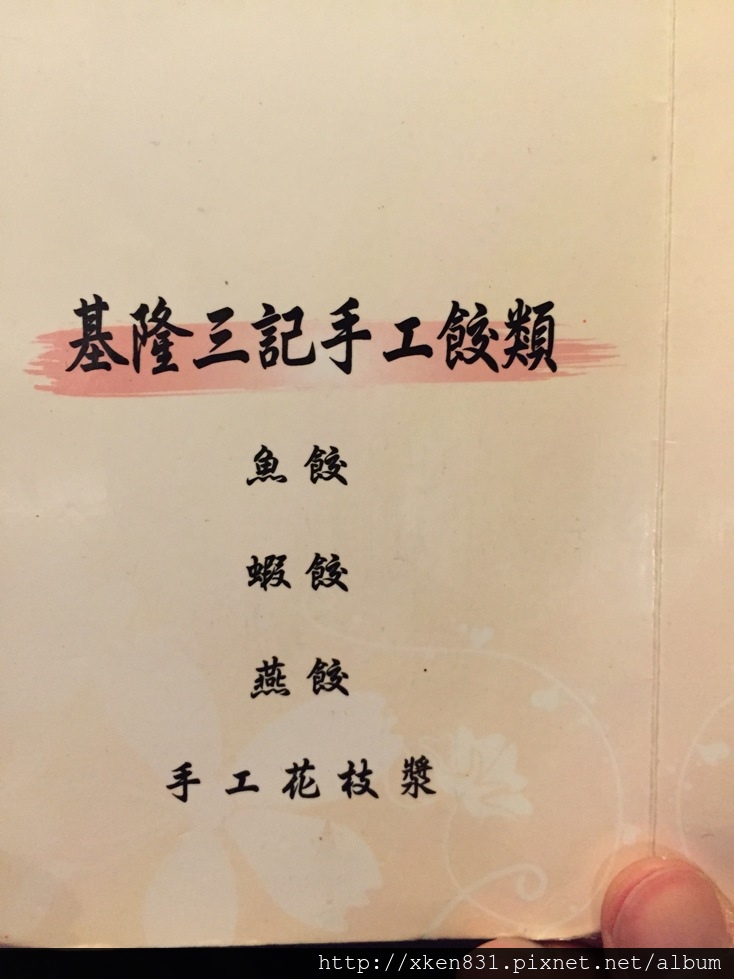 基隆三記手工餃類
魚餃
蝦餃
燕餃
手工花枝漿
http://xken831.pixnet.net/album